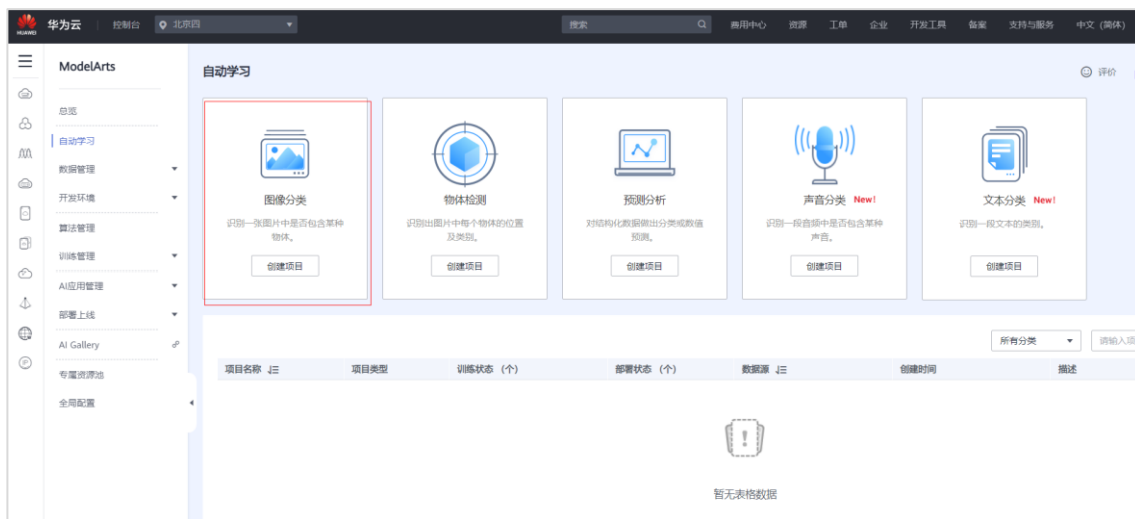 HUAWEI
华为云 控制台 北京四 搜索 费用中心 资源 工单 企业 开发工具 备案 支持与服务 中文 (简体)
ModelArts
总览
自动学习
数据管理
开发环境
算法管理
训练管理
AI应用管理
部署上线
AI Gallery
专属资源池
全局配置
自动学习
评价
图像分类
识别一张图片中是否包含某种
物体。
创建项目
物体检测
识别出图片中每个物体的位置
及类别。
创建项目
预测分析
对结构化数据做出分类或数值
预测。
创建项目
声音分类 New!
识别一段音频中是否包含某种
声音。
创建项目
文本分类 New!
识别一段文本的类别。
创建项目
所有分类 请输入项
项目名称 项目类型 训练状态 (个) 部署状态 (个) 数据源 创建时间 描述
暂无表格数据